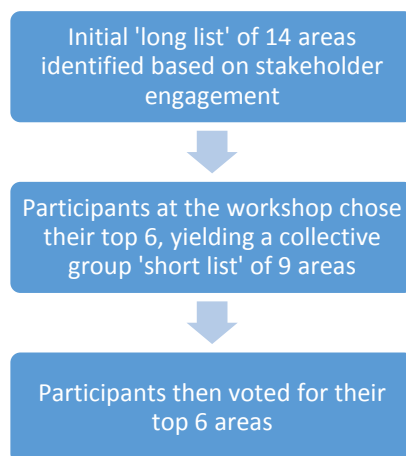 Initial 'long list' of 14 areas
identified based on stakeholder
engagement
Participants at the workshop chose
their top 6, yielding a collective
group 'short list' of 9 areas
Participants then voted for their
top 6 areas